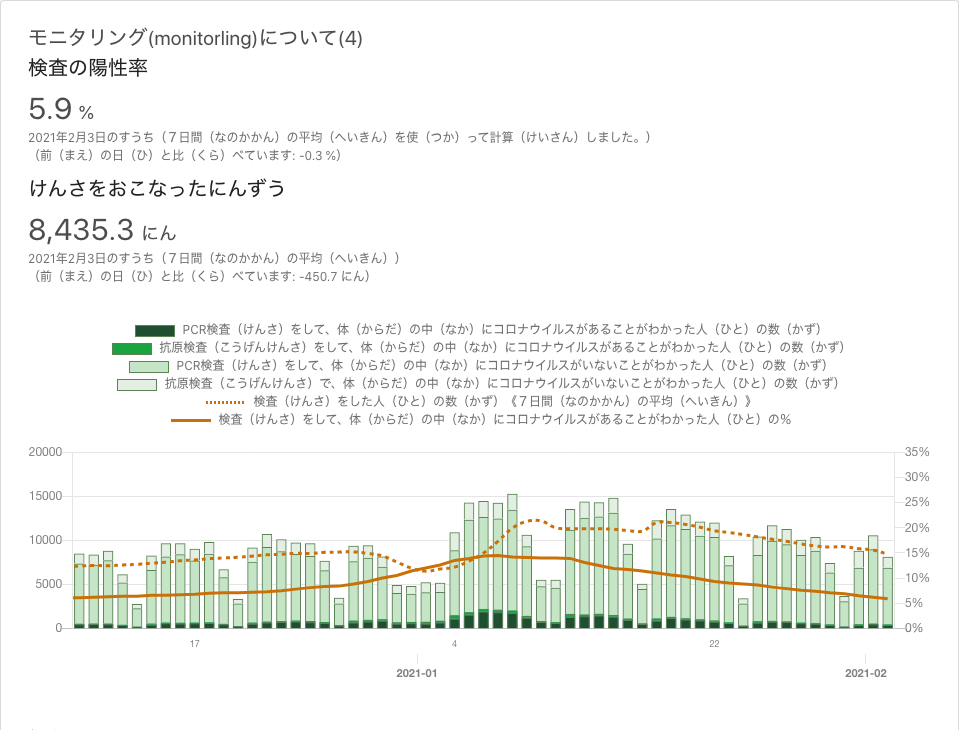 モニタリング(monitorling)について(4)
検査の陽性率
5.9 %
2021年2月3日のすうち（７日間（なのかかん）の平均（へいきん）を使（つか）って計算（けいさん）しました。）
（前（まえ）の日（ひ）と比（くら）べています: -0.3 %）
けんさをおこなったにんずう
8,435.3 にん
2021年2月3日のすうち（７日間（なのかかん）の平均（へいきん））
（前（まえ）の日（ひ）と比（くら）べています: -450.7 にん）
PCR検査（けんさ）をして、体（からだ）の中（なか）にコロナウイルスがあることがわかった人（ひと）の数（かず）
抗原検査（こうげんけんさ）をして、体（からだ）の中（なか）にコロナウイルスがあることがわかった人（ひと）の数（かず）
PCR検査（けんさ）をして、体（からだ）の中（なか）にコロナウイルスがいないことがわかった人（ひと）の数（かず）
抗原検査（こうげんけんさ）で、体（からだ）の中（なか）にコロナウイルスがいないことがわかった人（ひと）の数（かず）
検査（けんさ）をした人（ひと）の数（かず）《７日間（なのかかん）の平均（へいきん）》
検査（けんさ）をして、体（からだ）の中（なか）にコロナウイルスがあることがわかった人（ひと）の%
20000 35%
30%
15000 25%
20%
10000 15%
5000 10%
5%
0 0%
17 4 22
2021-01 2021-02